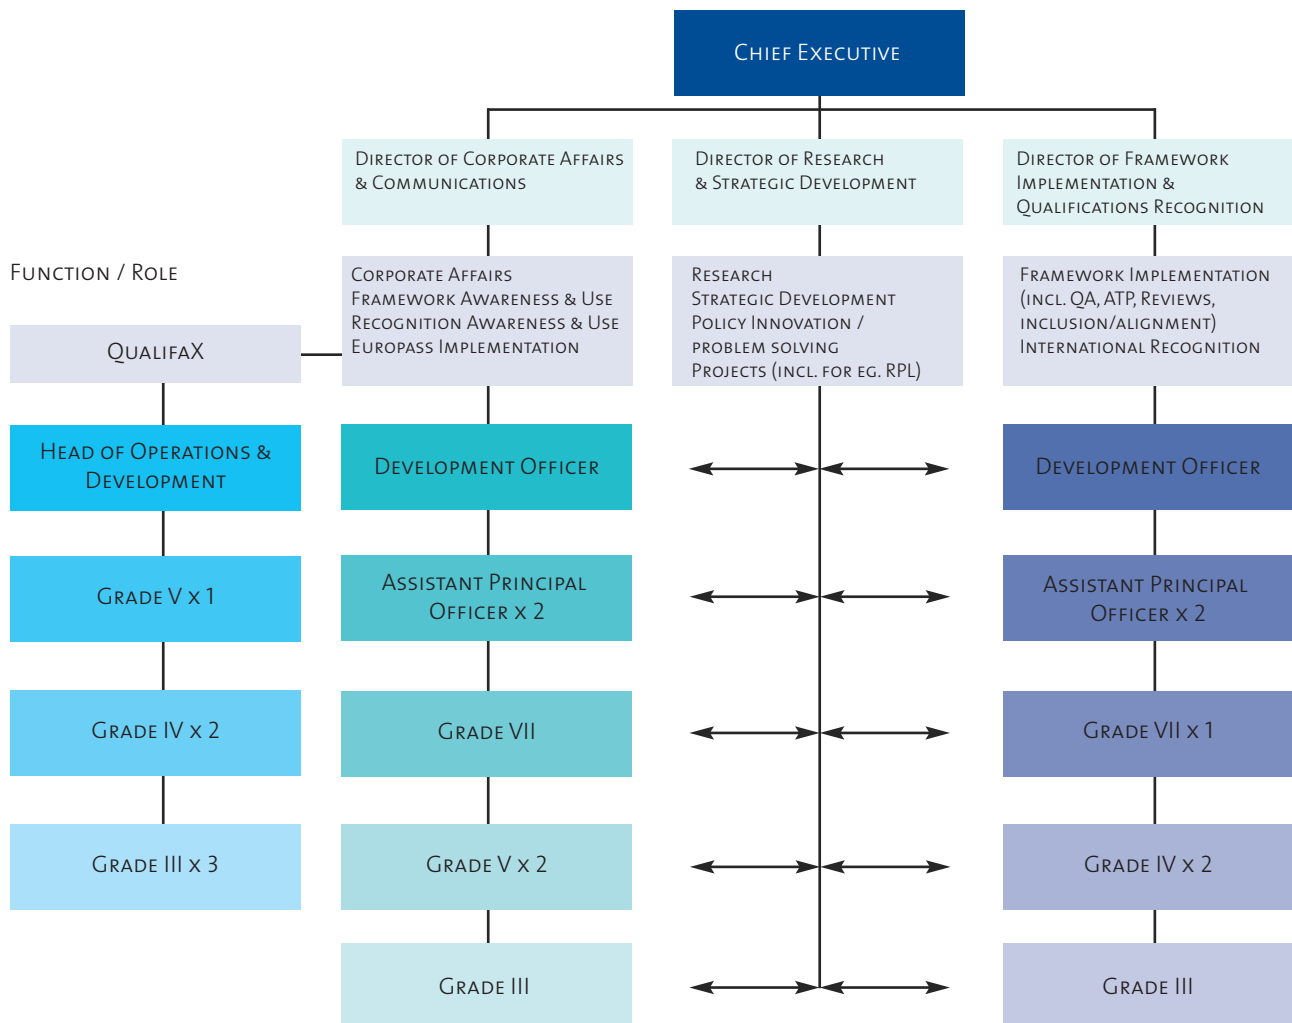 Chief Executive
Director of Corporate Affairs
& Communications
Director of Research
& Strategic Development
Director of Framework
Implementation &
Qualifications Recognition
Function / Role
Corporate Affairs
Framework Awareness & Use
Recognition Awareness & Use
Europass Implementation
Research
Strategic Development
Policy Innovation /
problem solving
Projects (incl. for eg. RPL)
Framework Implementation
(incl. QA, ATP, Reviews,
inclusion/alignment)
International Recognition
QualifaX
Head of Operations &
Development
Development Officer
Development Officer
Grade V x 1
Assistant Principal
Officer x 2
Assistant Principal
Officer x 2
Grade IV x 2
Grade VII
Grade VII x 1
Grade III x 3
Grade V x 2
Grade IV x 2
Grade III
Grade III